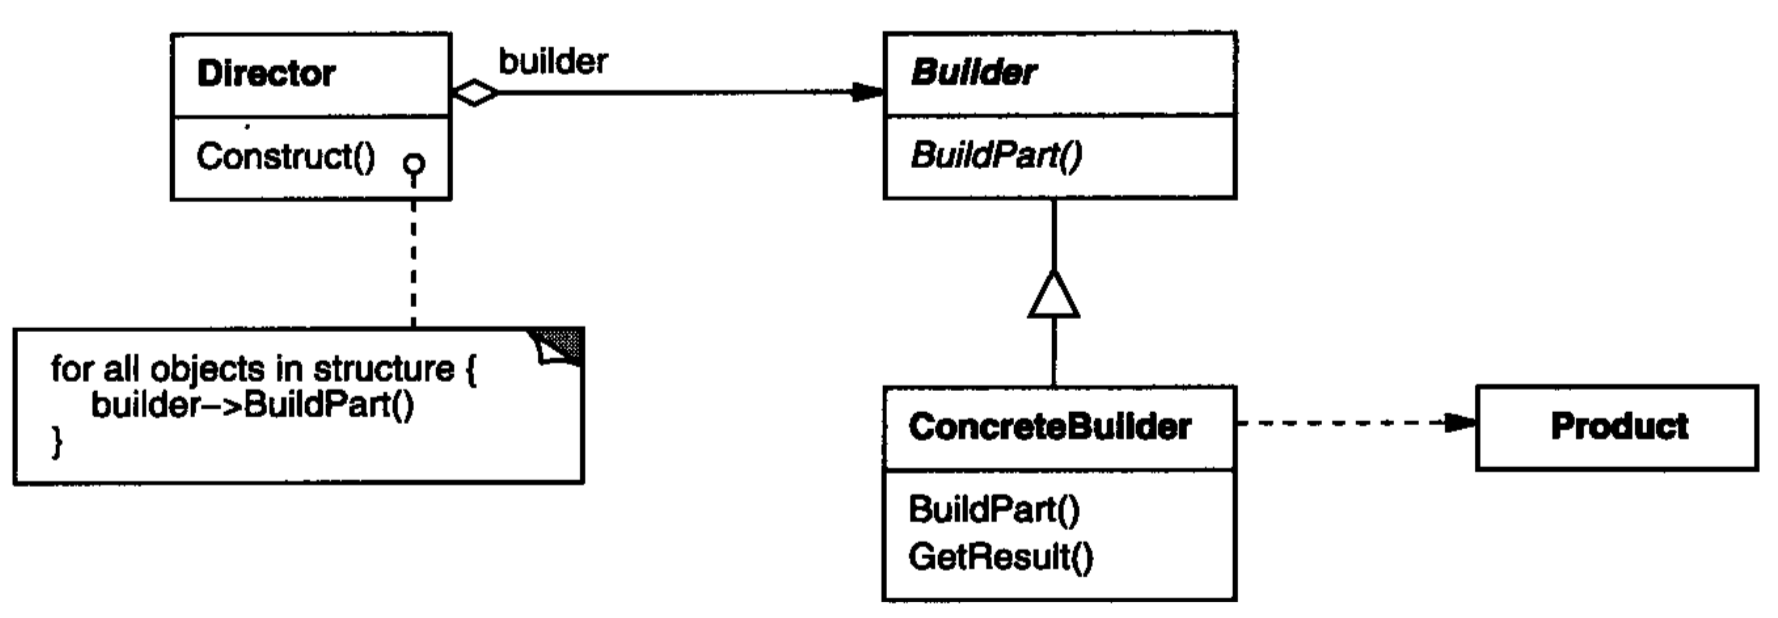 Director
builder
Builder
Construct()
BuildPart()
for all objects in structure {
builder–>BuildPart()
}
ConcreteBuilder
Product
BuildPart()
GetResult()